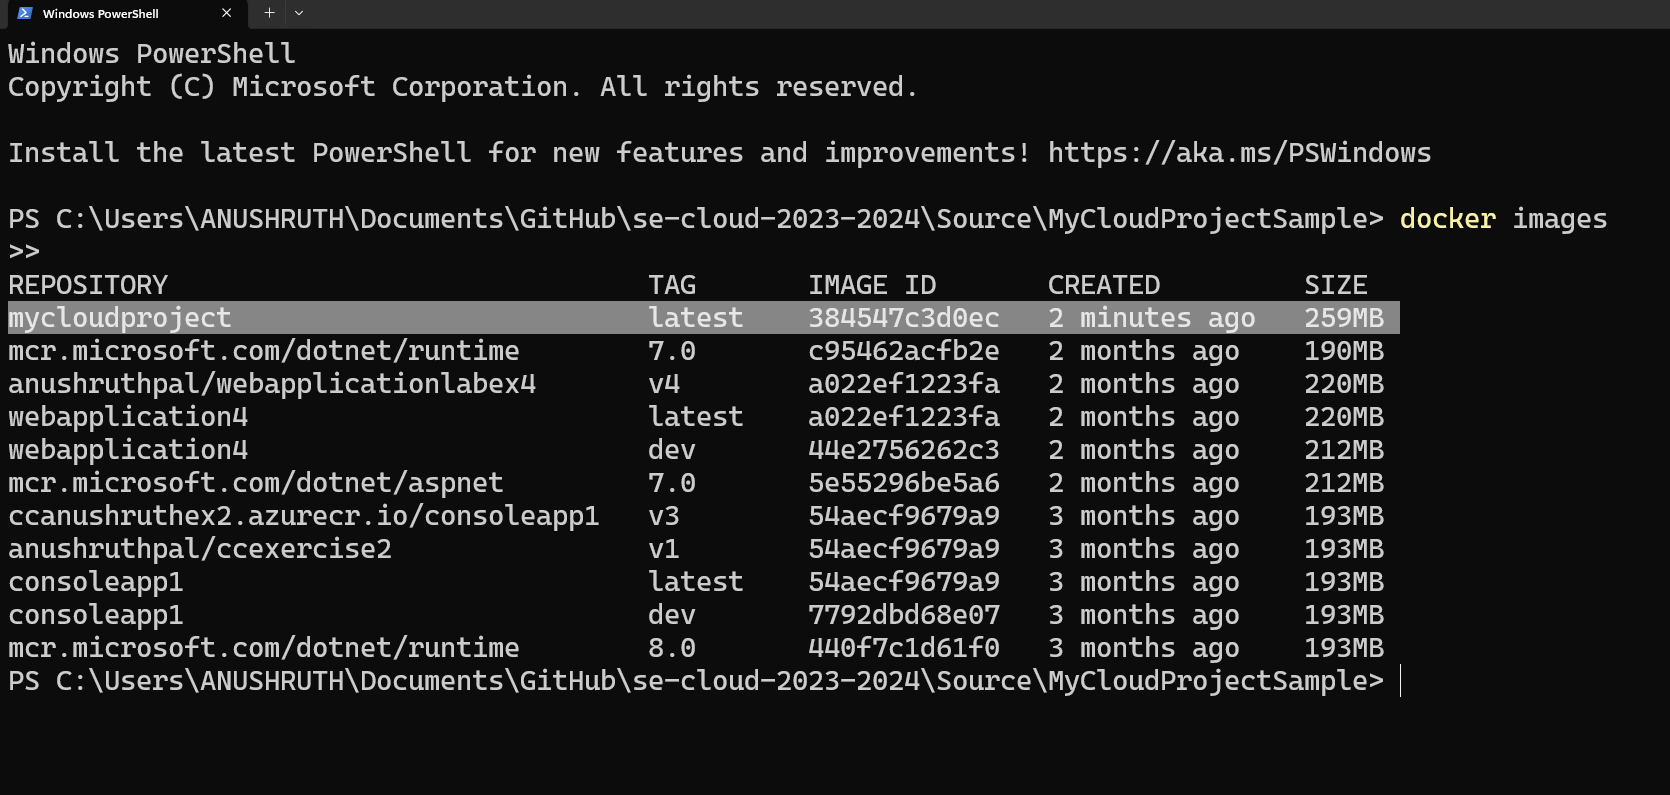 Windows PowerShell
Windows PowerShell
Copyright (C) Microsoft Corporation. All rights reserved.
Install the latest PowerShell for new features and improvements! https://aka.ms/PSWindows
PS C:\Users\ANUSHRUTH\Documents\GitHub\se-cloud-2023-2024\Source\MyCloudProjectSample> docker images
>>
REPOSITORY TAG IMAGE ID CREATED SIZE
mycloudproject latest 384547c3d0ec 2 minutes ago 259MB
mcr.microsoft.com/dotnet/runtime 7.0 c95462acfb2e 2 months ago 190MB
anushruthpal/webapplicationlabex4 v4 a022ef1223fa 2 months ago 220MB
webapplication4 latest a022ef1223fa 2 months ago 220MB
webapplication4 dev 44e2756262c3 2 months ago 212MB
mcr.microsoft.com/dotnet/aspnet 7.0 5e55296be5a6 2 months ago 212MB
ccanushruthex2.azurecr.io/consoleapp1 v3 54aecf9679a9 3 months ago 193MB
anushruthpal/ccexercise2 v1 54aecf9679a9 3 months ago 193MB
consoleapp1 latest 54aecf9679a9 3 months ago 193MB
consoleapp1 dev 7792dbd68e07 3 months ago 193MB
mcr.microsoft.com/dotnet/runtime 8.0 440f7c1d61f0 3 months ago 193MB
PS C:\Users\ANUSHRUTH\Documents\GitHub\se-cloud-2023-2024\Source\MyCloudProjectSample>